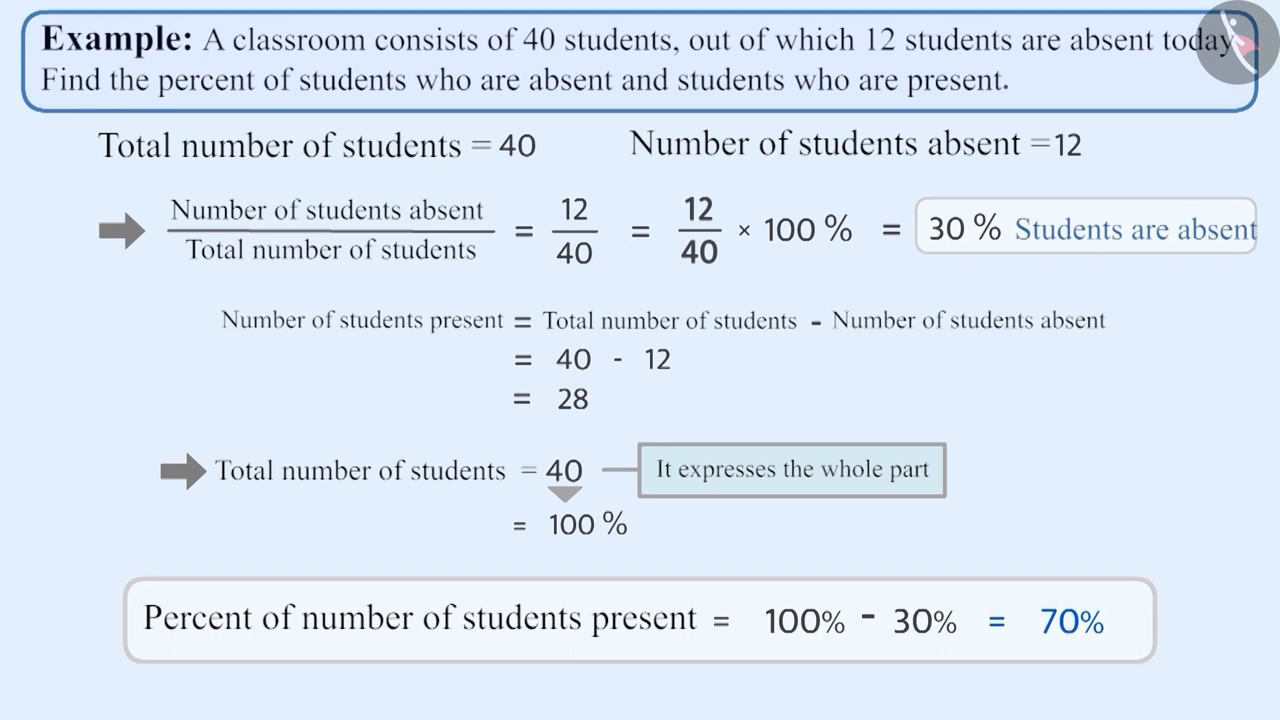 Example: A classroom consists of 40 students, out of which 12 students are absent today
Find the percent of students who are absent and students who are present.
Total number of students = 40 Number of students absent = 12
Number of students absent / Total number of students = 12/40 = 12/40 × 100 % = 30 % Students are absent
Number of students present = Total number of students - Number of students absent
= 40 - 12
= 28
Total number of students = 40 It expresses the whole part
= 100 %
Percent of number of students present = 100% - 30% = 70%